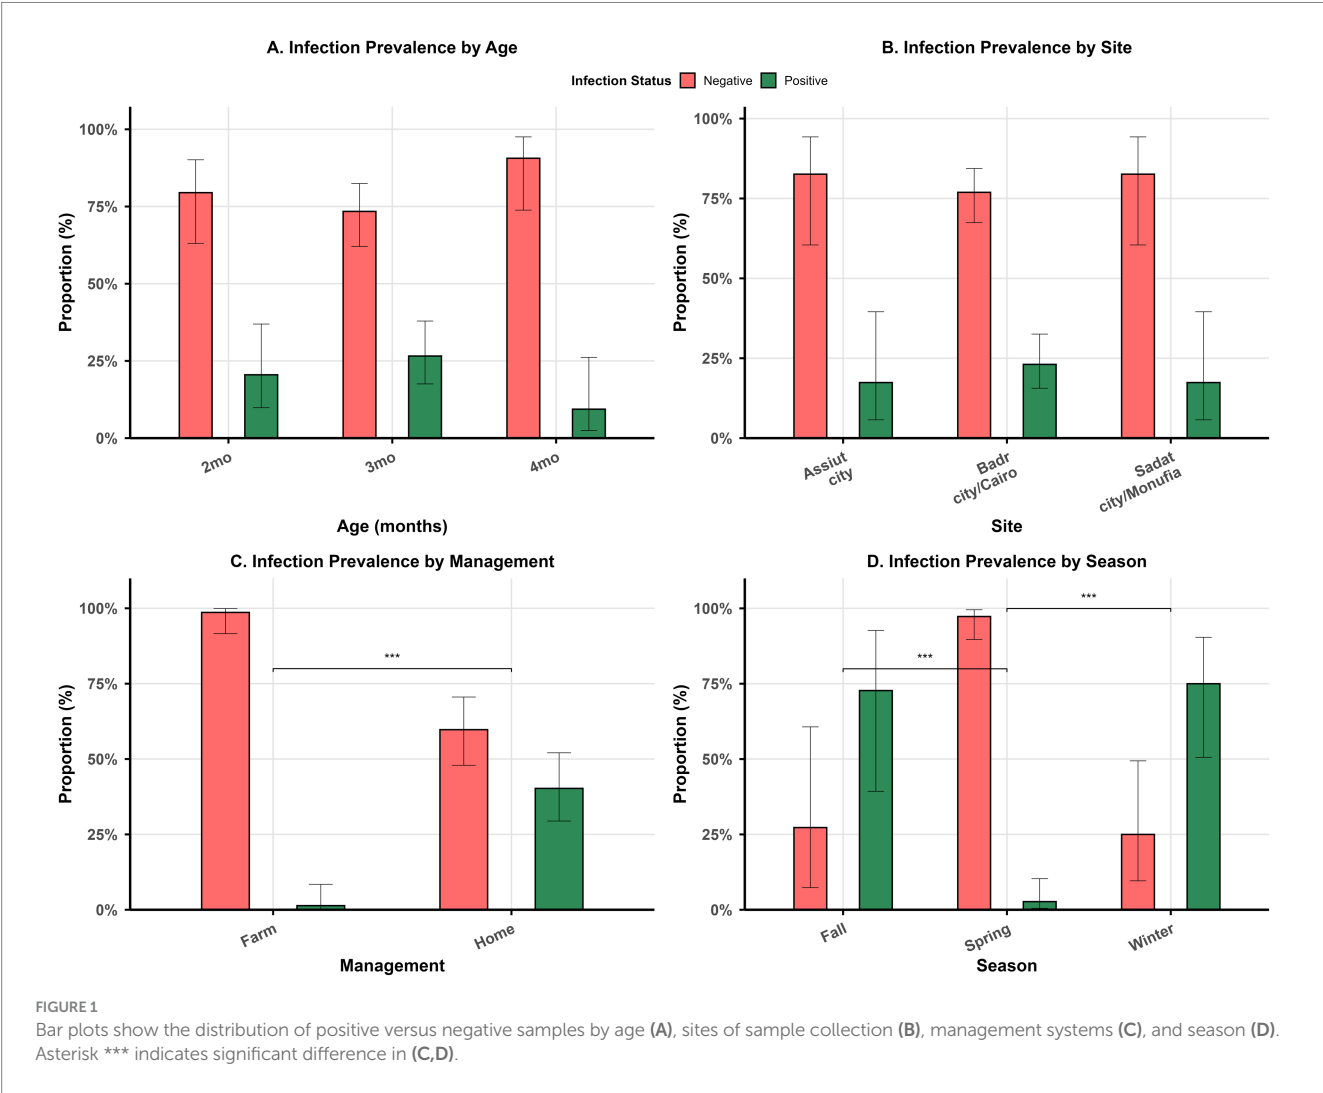 A. Infection Prevalence by Age
B. Infection Prevalence by Site
Infection Status Negative Positive
Proportion (%)
100%
75%
50%
25%
0%
2mo
3mo
4mo
Age (months)
Proportion (%)
100%
75%
50%
25%
0%
Assiut
city
Badr
city/Cairo
Sadat
city/Monufia
Site
C. Infection Prevalence by Management
Proportion (%)
100%
75%
50%
25%
0%
***
Farm
Home
Management
D. Infection Prevalence by Season
Proportion (%)
100%
75%
50%
25%
0%
***
***
Fall
Spring
Winter
Season
FIGURE 1
Bar plots show the distribution of positive versus negative samples by age (A), sites of sample collection (B), management systems (C), and season (D).
Asterisk *** indicates significant difference in (C,D).